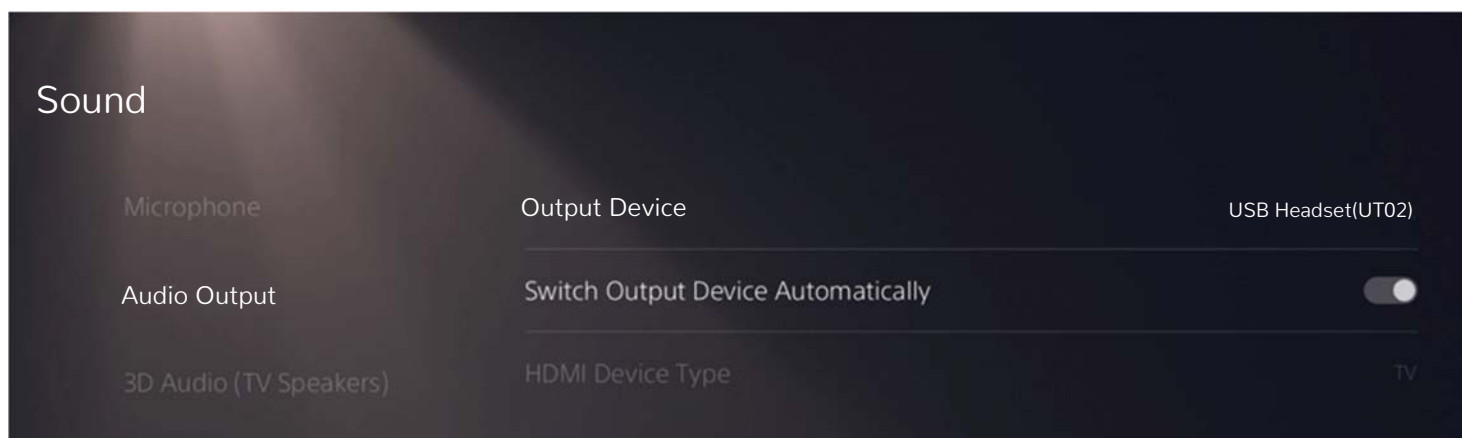 Sound
Microphone
Output Device
USB Headset(UT02)
Audio Output
Switch Output Device Automatically
3D Audio (TV Speakers)
HDMI Device Type
TV